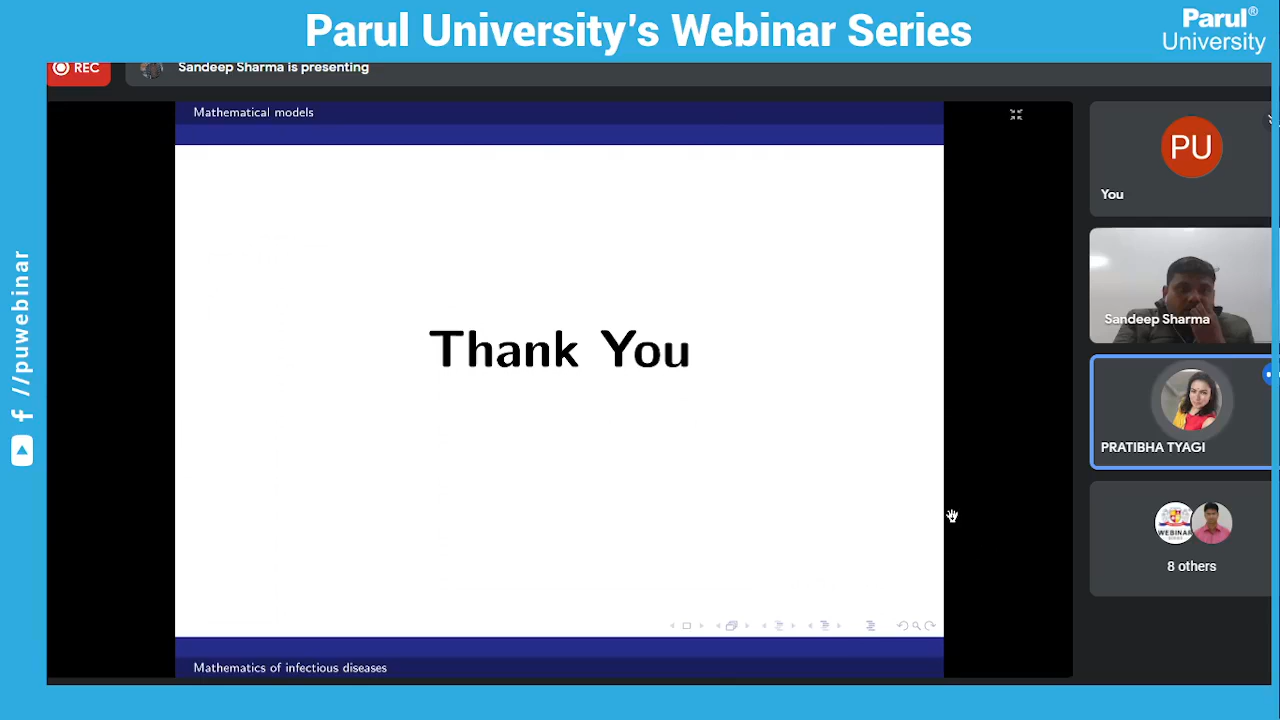 Parul University's Webinar Series
Parul®
University
REC
Sandeep Sharma is presenting
Mathematical models
PU
You
Thank You
Sandeep Sharma
PRATIBHA TYAGI
WEBINAR
8 others
Mathematics of infectious diseases
f //puwebinar